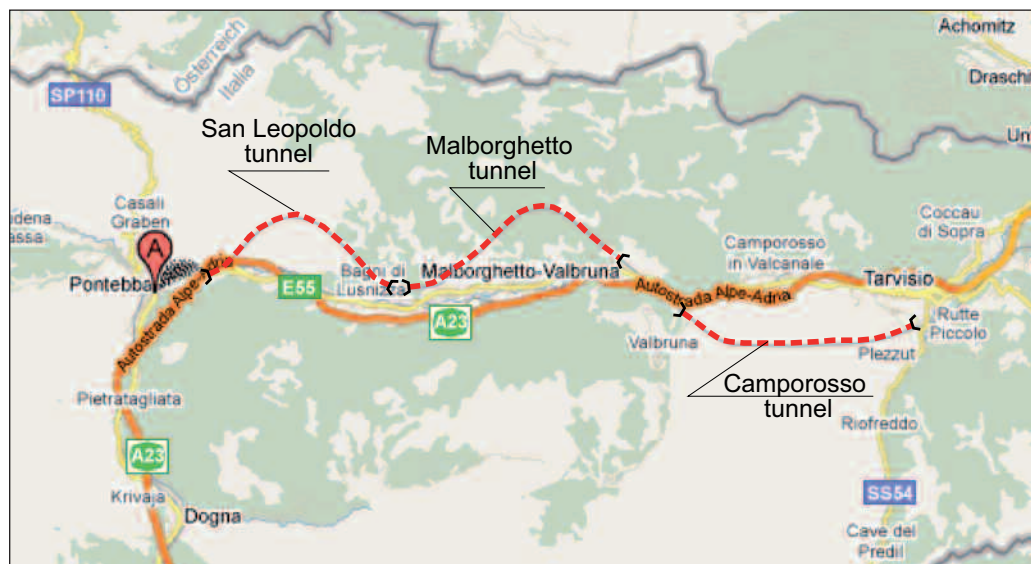 Achomitz
Österreich
Italia
SP110
San Leopoldo
tunnel
Malborghetto
tunnel
Casali
Graben
Coccau
di Sopra
A
Camporosso
in Valcanale
Pontebba
Bagni di
Lusnizza
Malborghetto-Valbruna
E55
Tarvisio
Autostrada Alpe-Adria
Autostrada Alpe-Adria
A23
Rutte
Piccolo
Valbruna
Plezzut
Camporosso
tunnel
Pietratagliata
Riofreddo
A23
Krivaja
SS54
Dogna
Cave del
Predil